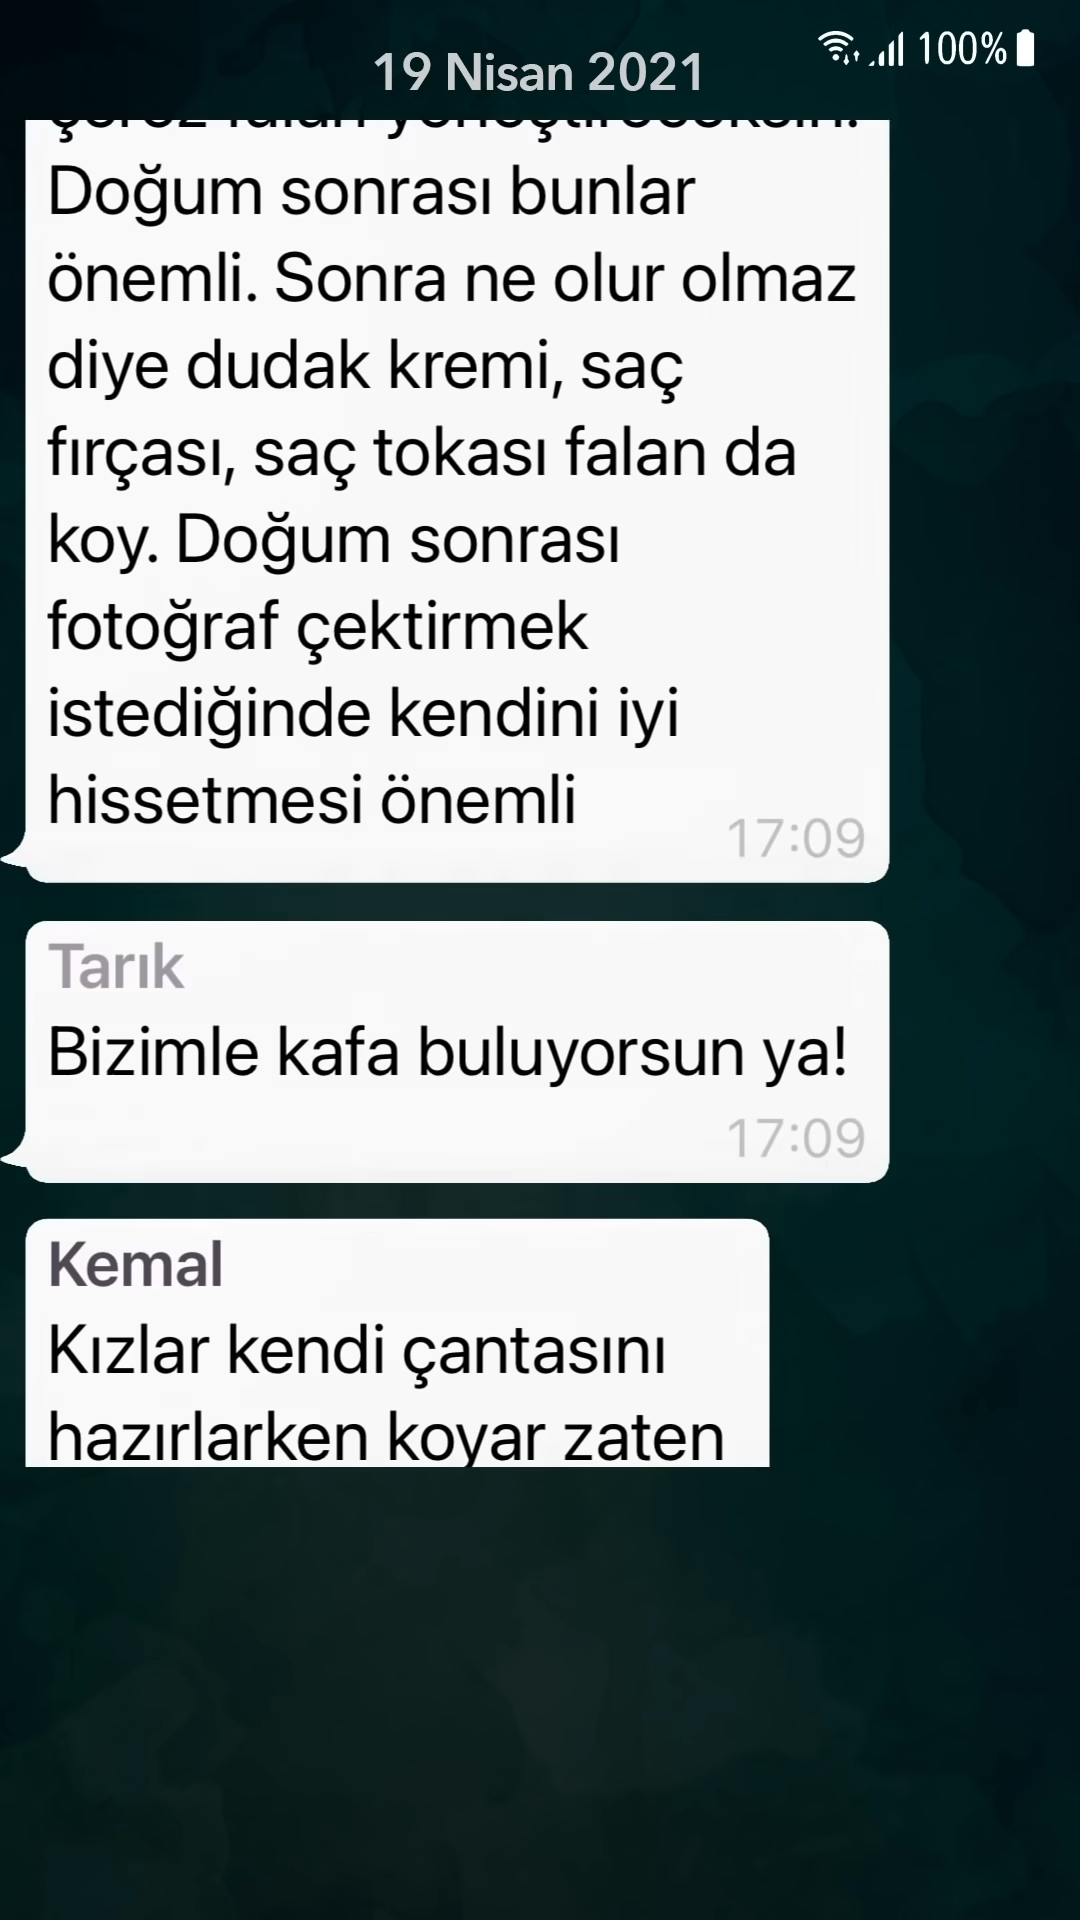 100%
19 Nisan 2021
Doğum sonrası bunlar
önemli. Sonra ne olur olmaz
diye dudak kremi, saç
fırçası, saç tokası falan da
koy. Doğum sonrası
fotoğraf çektirmek
istediğinde kendini iyi
hissetmesi önemli
17:09
Tarık
Bizimle kafa buluyorsun ya!
17:09
Kemal
Kızlar kendi çantasını
hazırlarken koyar zaten